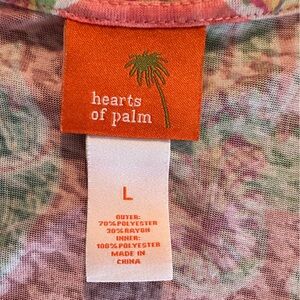 hearts
of palm
L
OUTER:
70%POLYESTER
30%RAYON
INNER:
100%POLYESTER
MADE IN
CHINA